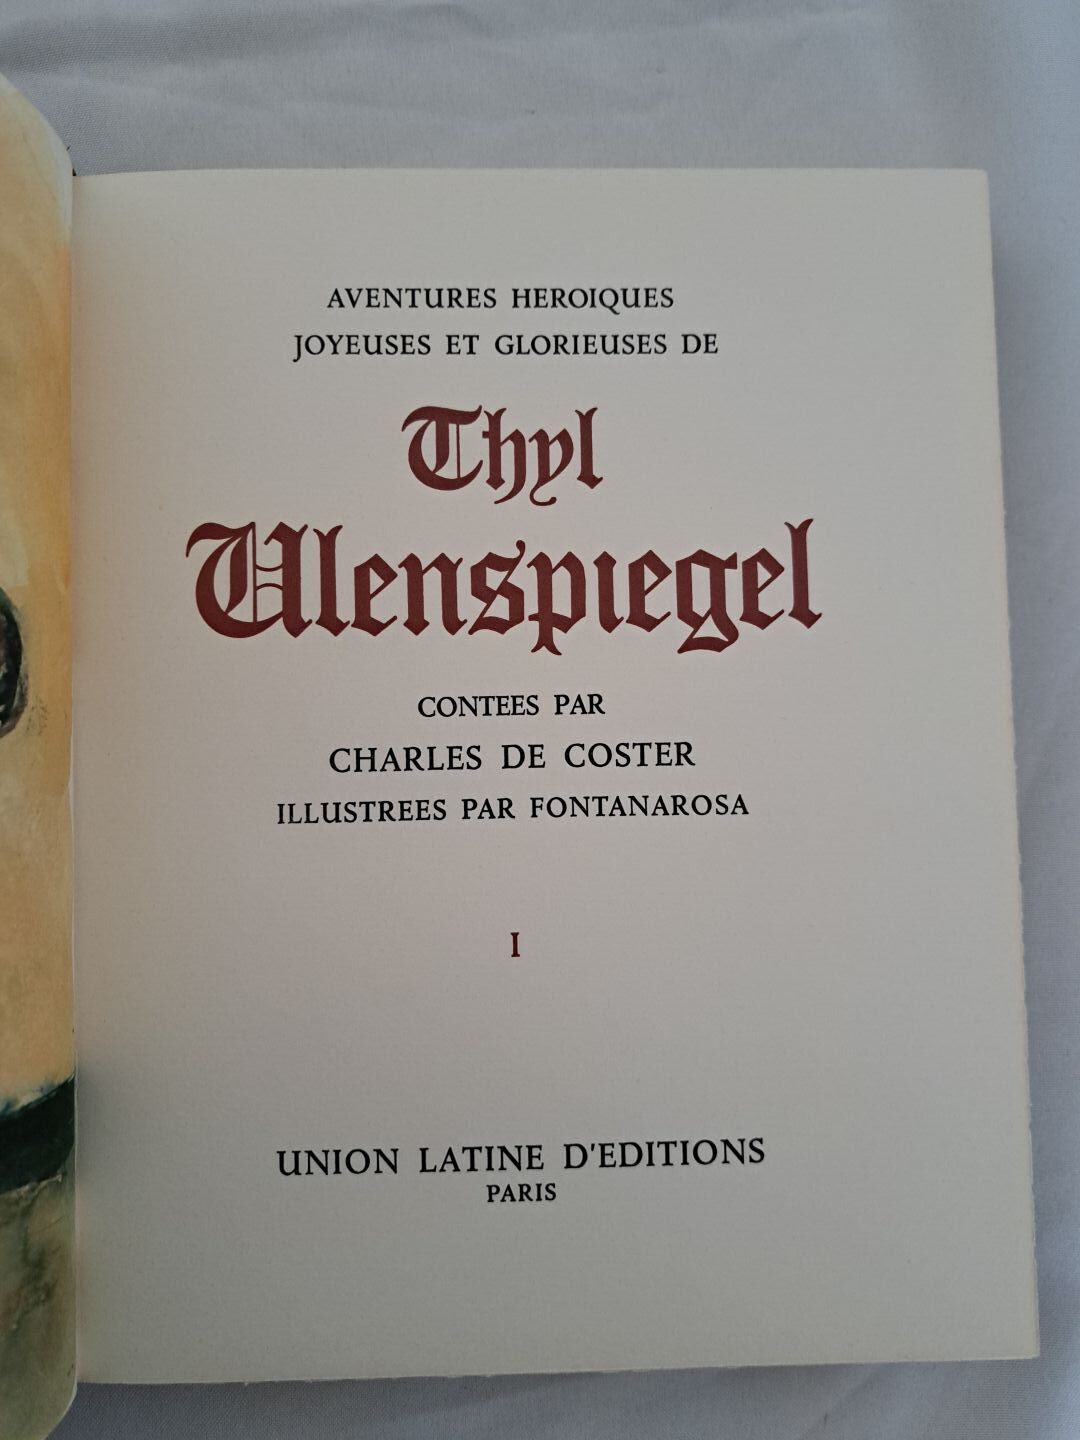 AVENTURES HEROIQUES
JOYEUSES ET GLORIEUSES DE
Thyl
Ulenspiegel
CONTEES PAR
CHARLES DE COSTER
ILLUSTREES PAR FONTANAROSA
I
UNION LATINE D'EDITIONS
PARIS